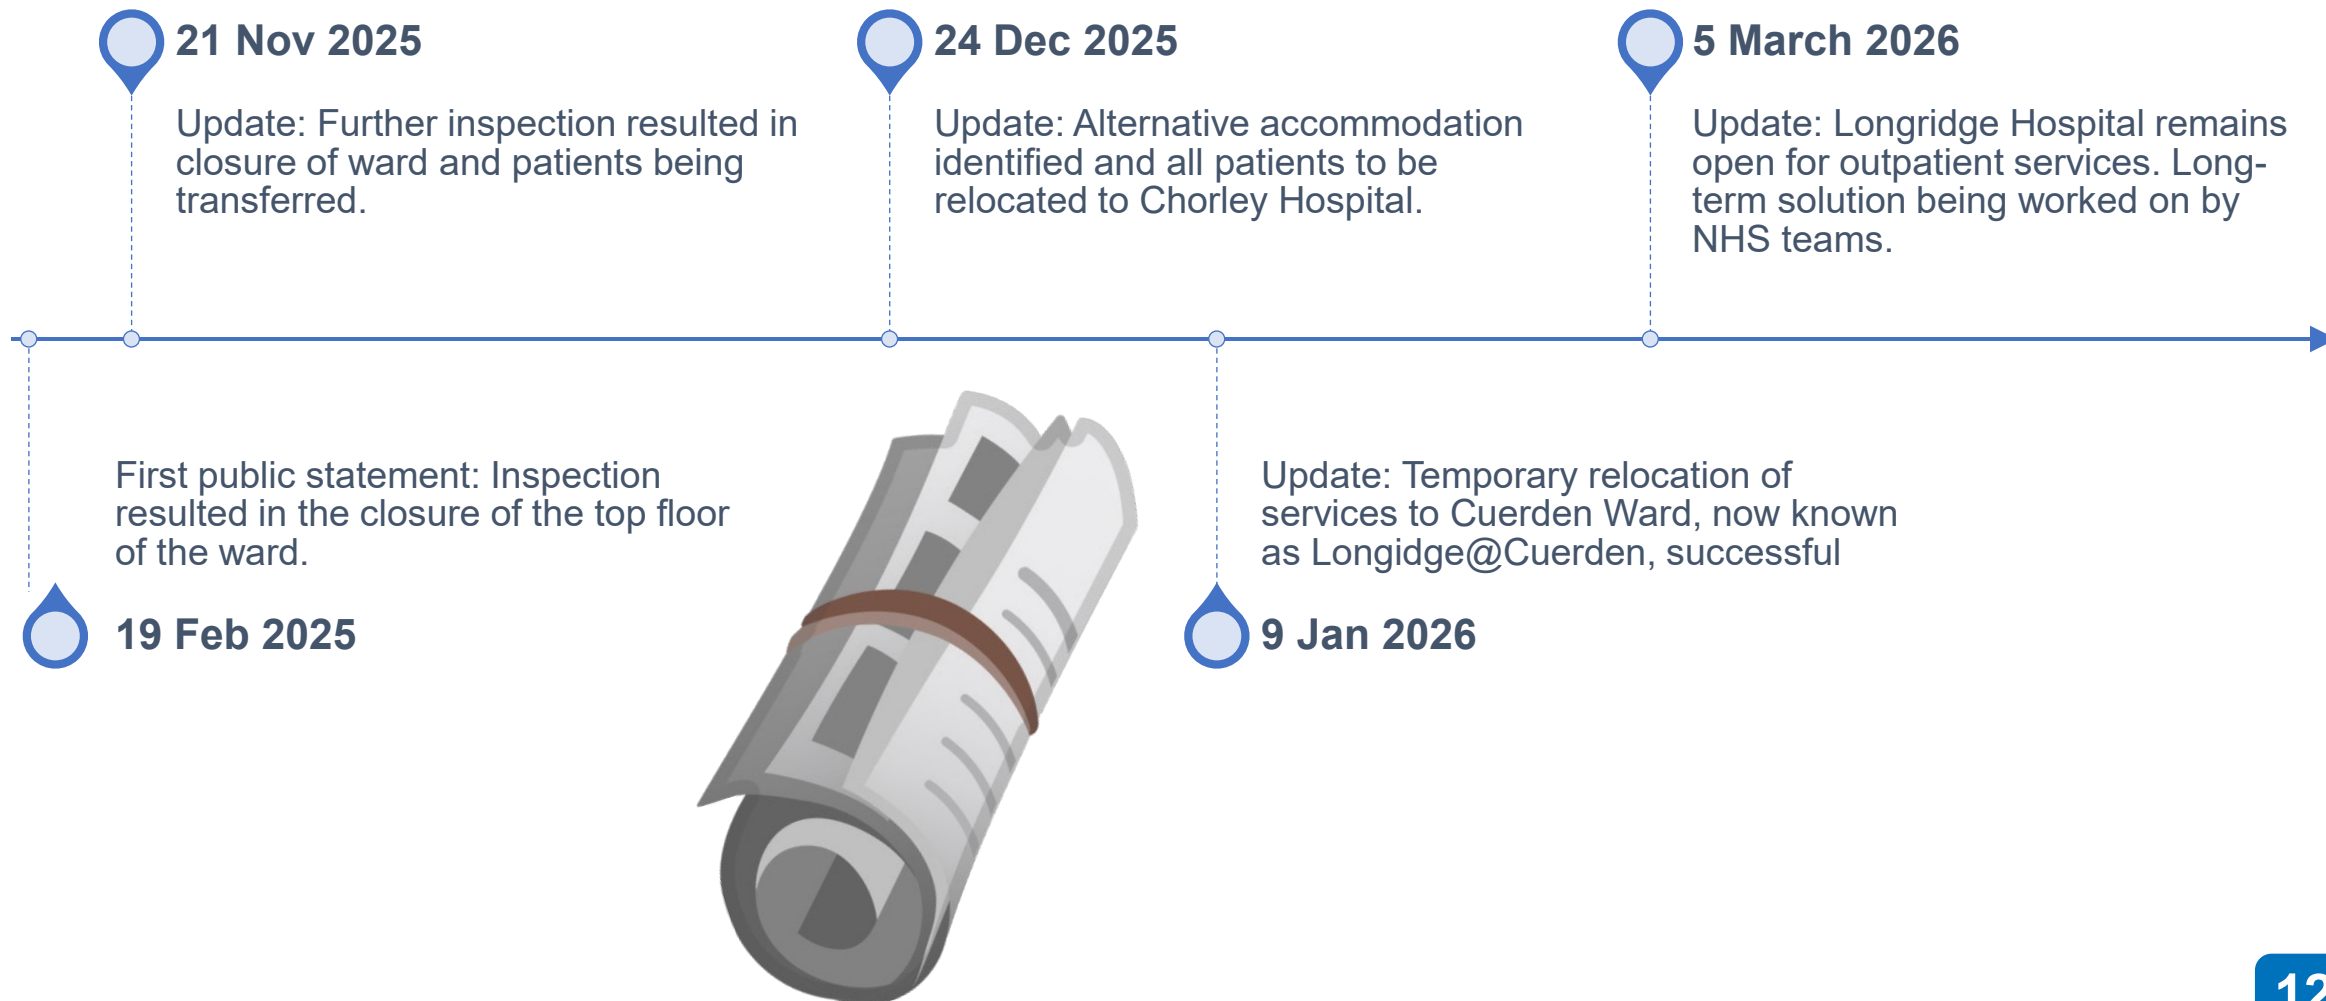 21 Nov 2025
Update: Further inspection resulted in
closure of ward and patients being
transferred.
24 Dec 2025
Update: Alternative accommodation
identified and all patients to be
relocated to Chorley Hospital.
5 March 2026
Update: Longridge Hospital remains
open for outpatient services. Long-
term solution being worked on by
NHS teams.
First public statement: Inspection
resulted in the closure of the top floor
of the ward.
19 Feb 2025
Update: Temporary relocation of
services to Cuerden Ward, now known
as Longidge@Cuerden, successful
9 Jan 2026
12